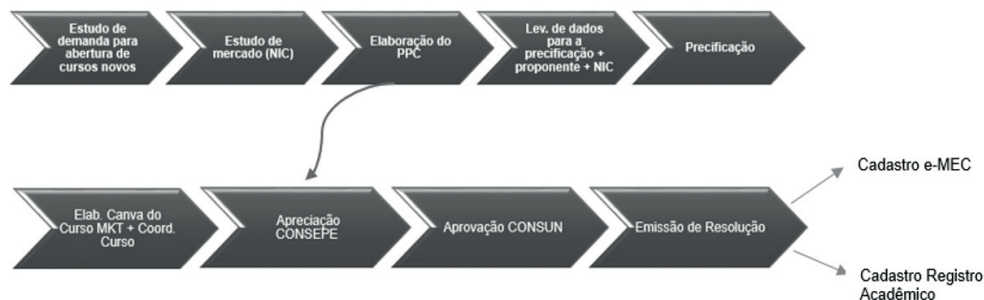 Estudo de
demanda para
abertura de
cursos novos
Estudo de
mercado (NIC)
Elaboração do
PPC
Lev. de dados
para a
precificação +
proponente + NIC
Precificação
Elab. Canva do
Curso MKT + Coord.
Curso
Apreciação
CONSEPE
Aprovação CONSUN
Emissão de Resolução
Cadastro e-MEC
Cadastro Registro
Acadêmico